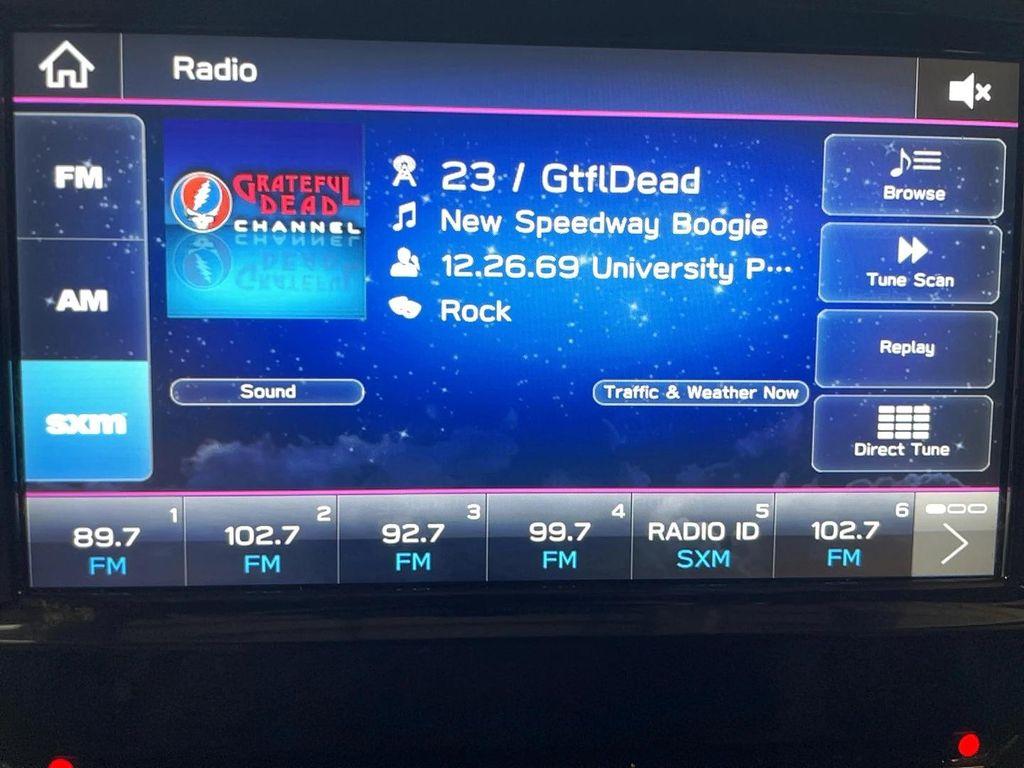 Radio
FM
AM
sxm
GRATEFUL
DEAD
CHANNEL
23 / GtflDead
New Speedway Boogie
12.26.69 University P···
Rock
Sound
Traffic & Weather Now
Browse
Tune Scan
Replay
Direct Tune
1
89.7
FM
2
102.7
FM
3
92.7
FM
4
99.7
FM
5
RADIO ID
SXM
6
102.7
FM